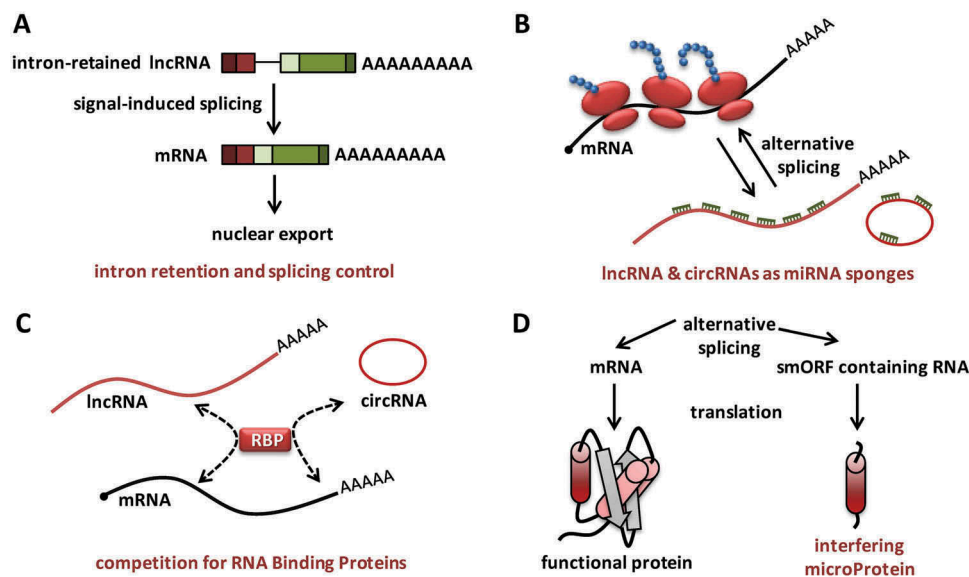 A
intron-retained lncRNA
AAAAAAAAA
signal-induced splicing
mRNA
AAAAAAAAA
nuclear export
intron retention and splicing control
B
AAAAA
mRNA
alternative
splicing
AAAAA
lncRNA & circRNAs as miRNA sponges
C
AAAAA
lncRNA
circRNA
RBP
mRNA
AAAAA
competition for RNA Binding Proteins
D
alternative
splicing
mRNA
smORF containing RNA
translation
functional protein
interfering
microProtein